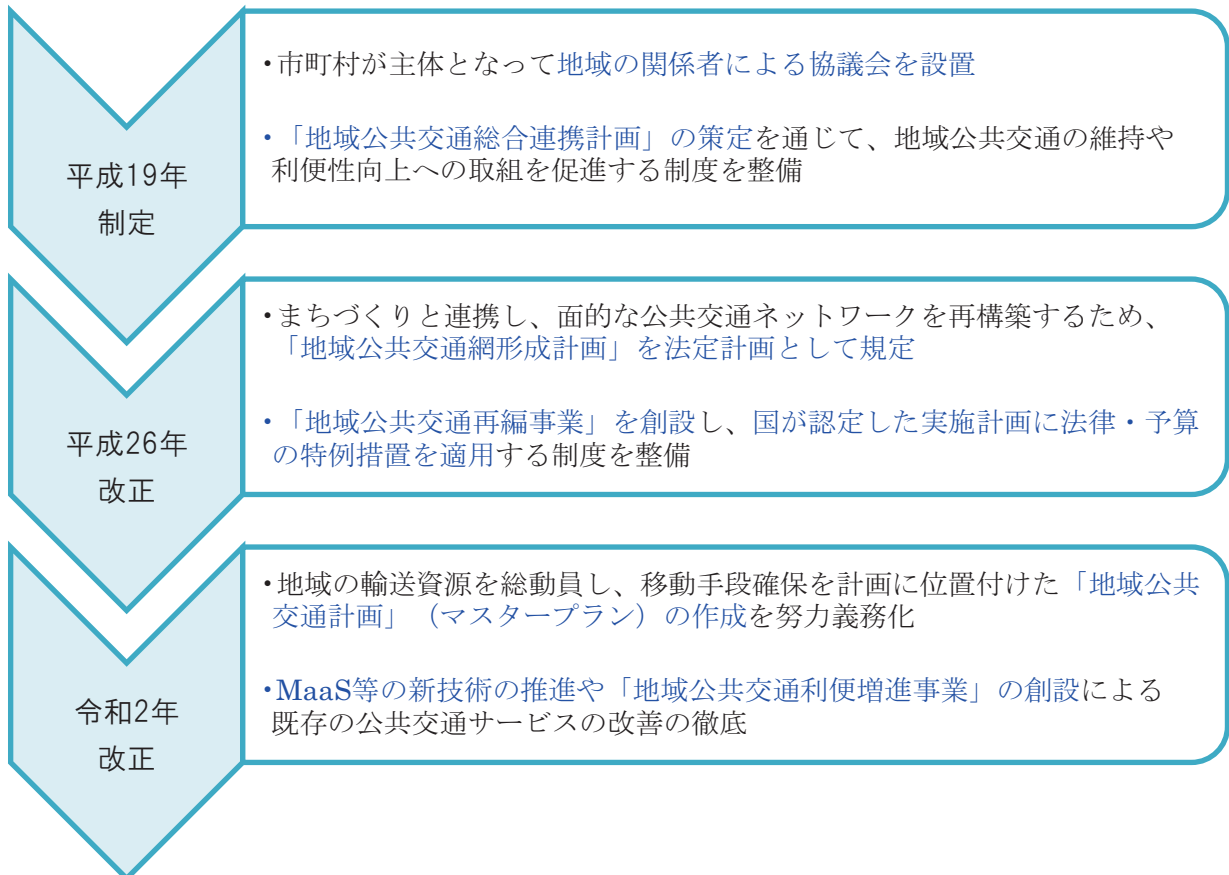 平成19年
制定
・市町村が主体となって地域の関係者による協議会を設置
・「地域公共交通総合連携計画」の策定を通じて、地域公共交通の維持や
利便性向上への取組を促進する制度を整備
平成26年
改正
・まちづくりと連携し、面的な公共交通ネットワークを再構築するため、
「地域公共交通網形成計画」を法定計画として規定
・「地域公共交通再編事業」を創設し、国が認定した実施計画に法律・予算
の特例措置を適用する制度を整備
令和2年
改正
・地域の輸送資源を総動員し、移動手段確保を計画に位置付けた「地域公共
交通計画」（マスタープラン）の作成を努力義務化
・MaaS等の新技術の推進や「地域公共交通利便増進事業」の創設による
既存の公共交通サービスの改善の徹底